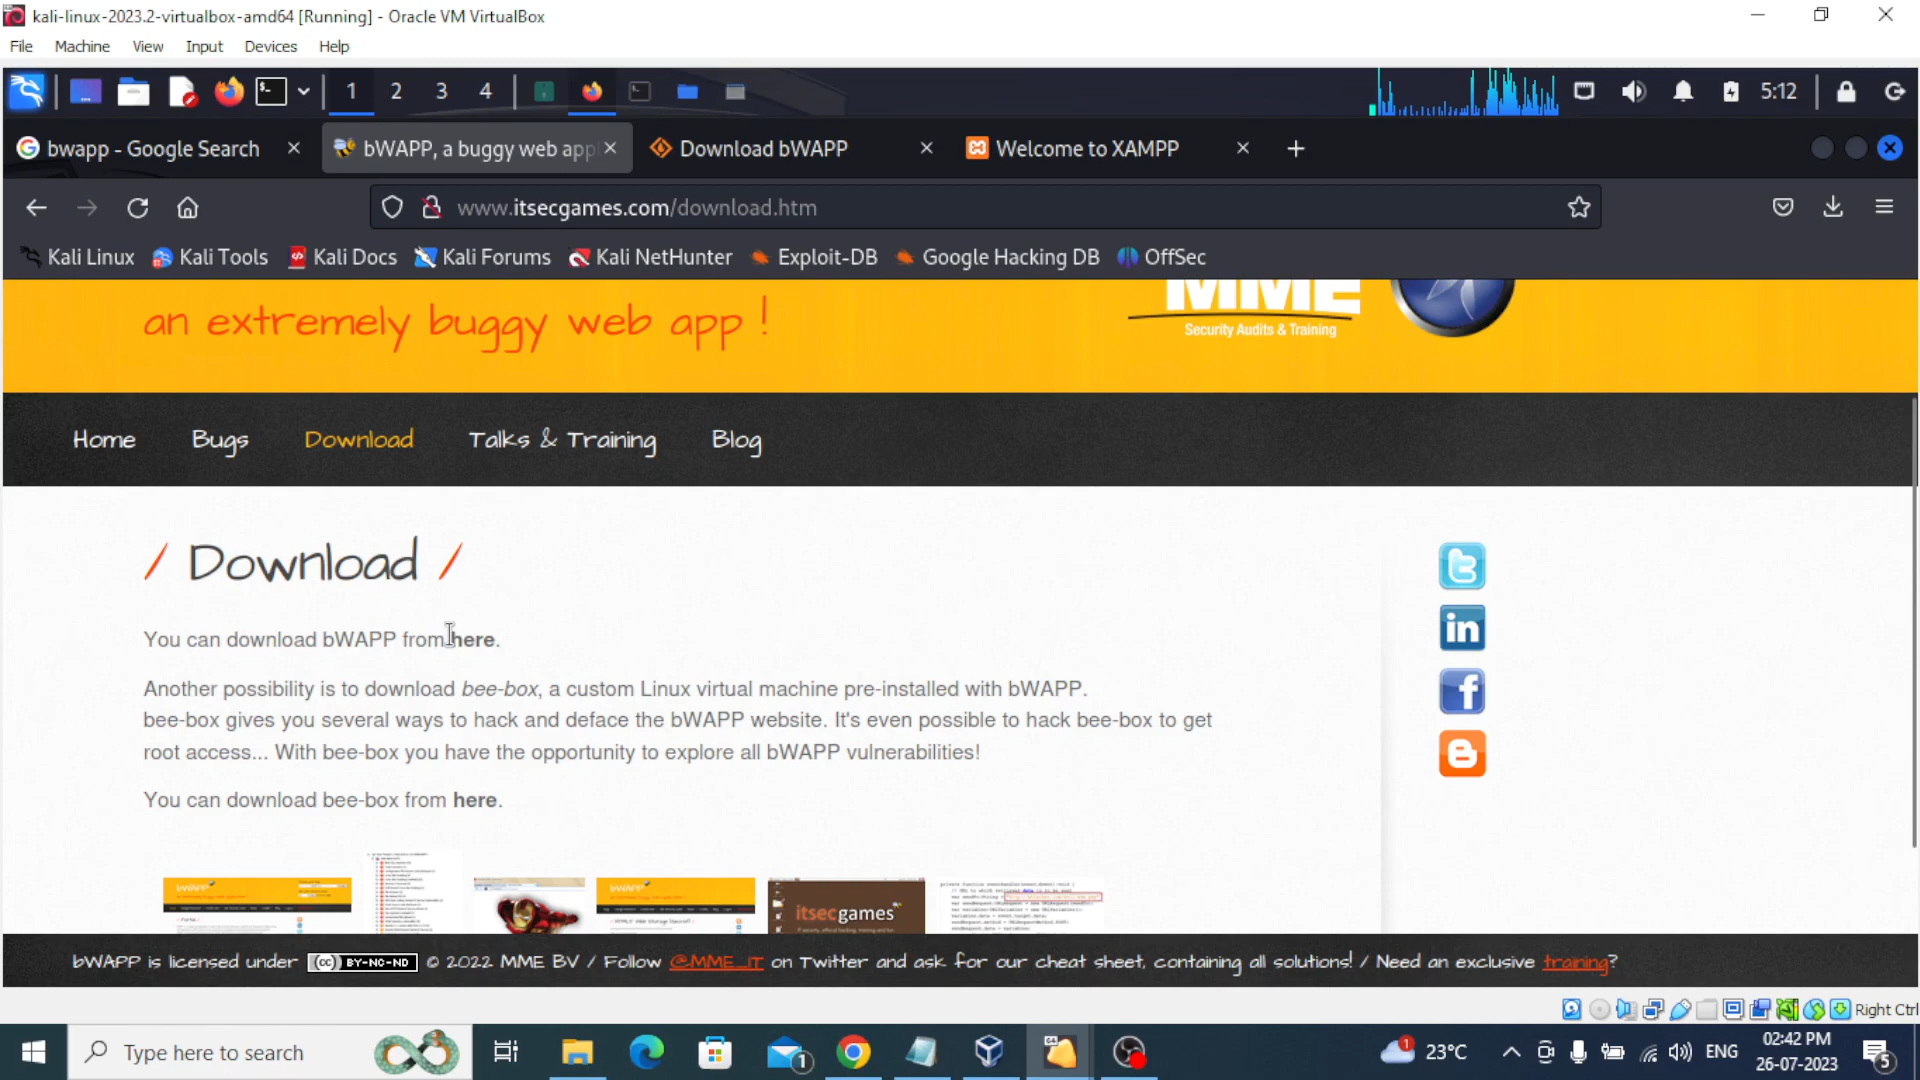 kali-linux-2023.2-virtualbox-amd64 [Running] - Oracle VM VirtualBox
File Machine View Input Devices Help
1 2 3 4 5:12
bwapp - Google Search bWAPP, a buggy web app Download bWAPP Welcome to XAMPP
www.itsecgames.com/download.htm
Kali Linux Kali Tools Kali Docs Kali Forums Kali NetHunter Exploit-DB Google Hacking DB OffSec
an extremely buggy web app !
MME
Security Audits & Training
Home Bugs Download Talks & Training Blog
/ Download /
You can download bWAPP from here.
Another possibility is to download bee-box, a custom Linux virtual machine pre-installed with bWAPP.
bee-box gives you several ways to hack and deface the bWAPP website. It's even possible to hack bee-box to get
root access... With bee-box you have the opportunity to explore all bWAPP vulnerabilities!
You can download bee-box from here.
bWAPP
bWAPP
itsecgames
bWAPP is licensed under (cc) BY-NC-ND © 2022 MME BV / Follow @MME_IT on Twitter and ask for our cheat sheet, containing all solutions! / Need an exclusive training?
Right Ctrl
Type here to search
1
1
23°C
ENG
02:42 PM
26-07-2023
5